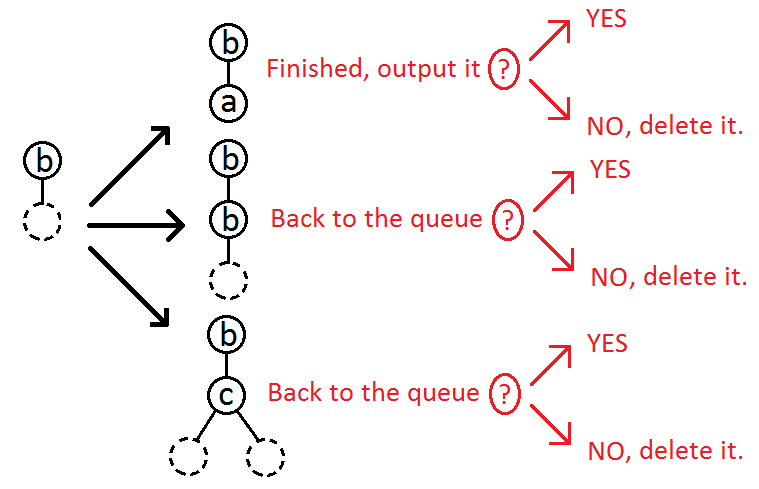 b
a
Finished, output it ?
YES
NO, delete it.
b
b
b
Back to the queue ?
YES
NO, delete it.
b
c
Back to the queue ?
YES
NO, delete it.